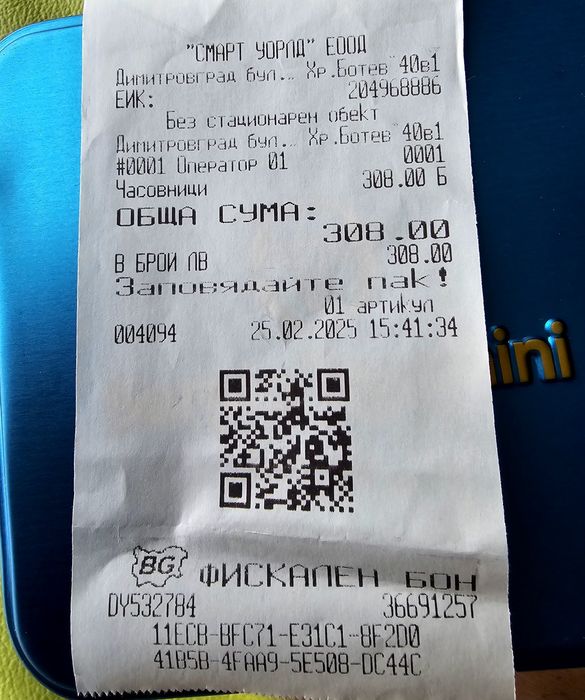 "СМАРТ УОРЛД" ЕООД
Димитровград бул... Хр.Ботев 40в1
ЕИК: 204968886
Без стационарен обект
Димитровград бул... Хр.Ботев 40в1
#0001 Оператор 01 0001
Часовници 308.00 Б
ОБЩА СУМА:
308.00
В БРОИ ЛВ 308.00
Заповядайте пак!
01 артикул
004094 25.02.2025 15:41:34
ini
BG ФИСКАЛЕН БОН
DY532784 36691257
11ECB-BFC71-E31C1-8F2D0
41B5B-4FAA9-5E508-DC44C